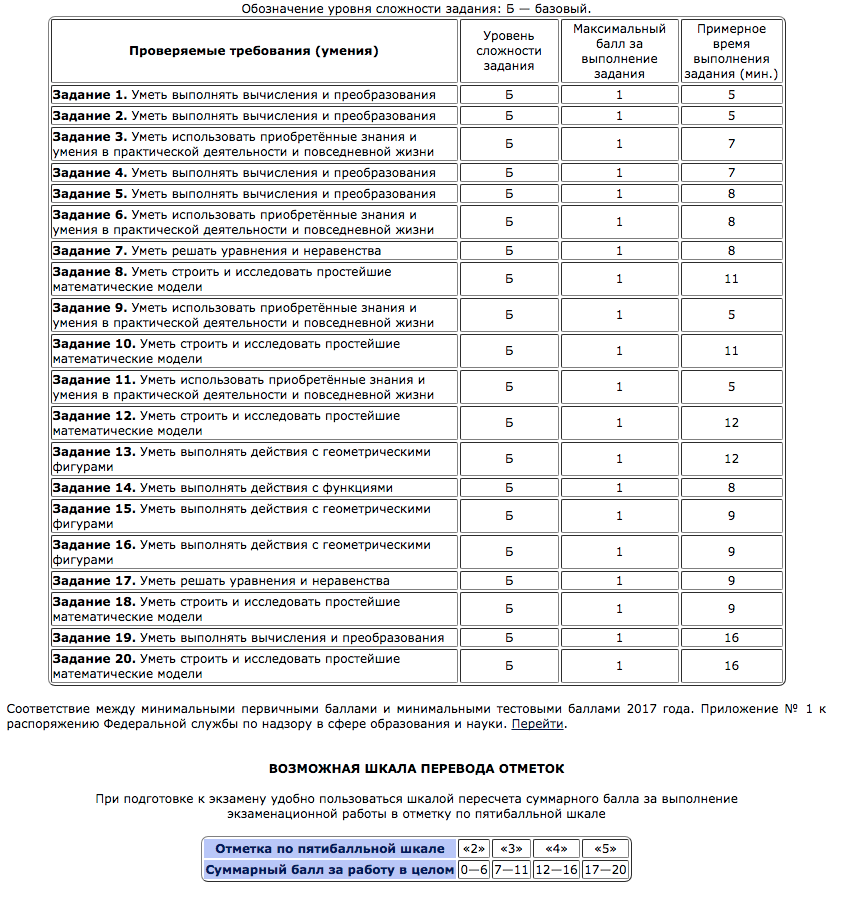 Обозначение уровня сложности задания: Б — базовый.
Проверяемые требования (умения)
Уровень
сложности
задания
Максимальный
балл за
выполнение
задания
Примерное
время
выполнения
задания (мин.)
Задание 1. Уметь выполнять вычисления и преобразования Б 1 5
Задание 2. Уметь выполнять вычисления и преобразования Б 1 5
Задание 3. Уметь использовать приобретённые знания и
умения в практической деятельности и повседневной жизни Б 1 7
Задание 4. Уметь выполнять вычисления и преобразования Б 1 7
Задание 5. Уметь выполнять вычисления и преобразования Б 1 8
Задание 6. Уметь использовать приобретённые знания и
умения в практической деятельности и повседневной жизни Б 1 8
Задание 7. Уметь решать уравнения и неравенства Б 1 8
Задание 8. Уметь строить и исследовать простейшие
математические модели Б 1 11
Задание 9. Уметь использовать приобретённые знания и
умения в практической деятельности и повседневной жизни Б 1 5
Задание 10. Уметь строить и исследовать простейшие
математические модели Б 1 11
Задание 11. Уметь использовать приобретённые знания и
умения в практической деятельности и повседневной жизни Б 1 5
Задание 12. Уметь строить и исследовать простейшие
математические модели Б 1 12
Задание 13. Уметь выполнять действия с геометрическими
фигурами Б 1 12
Задание 14. Уметь выполнять действия с функциями Б 1 8
Задание 15. Уметь выполнять действия с геометрическими
фигурами Б 1 9
Задание 16. Уметь выполнять действия с геометрическими
фигурами Б 1 9
Задание 17. Уметь решать уравнения и неравенства Б 1 9
Задание 18. Уметь строить и исследовать простейшие
математические модели Б 1 9
Задание 19. Уметь выполнять вычисления и преобразования Б 1 16
Задание 20. Уметь строить и исследовать простейшие
математические модели Б 1 16
Соответствие между минимальными первичными баллами и минимальными тестовыми баллами 2017 года. Приложение № 1 к
распоряжению Федеральной службы по надзору в сфере образования и науки. Перейти.
ВОЗМОЖНАЯ ШКАЛА ПЕРЕВОДА ОТМЕТОК
При подготовке к экзамену удобно пользоваться шкалой пересчета суммарного балла за выполнение
экзаменационной работы в отметку по пятибалльной шкале
Отметка по пятибалльной шкале «2» «3» «4» «5»
Суммарный балл за работу в целом 0—6 7—11 12—16 17—20